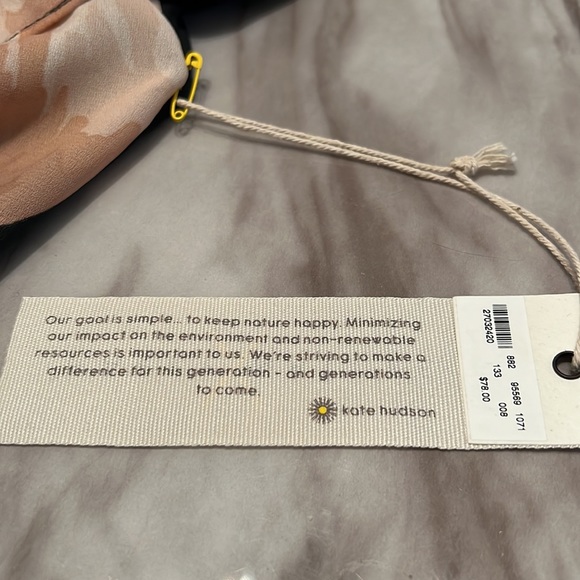 Our goal is simple... to keep nature happy. Minimizing
our impact on the environment and non-renewable
resources is important to us. We're striving to make a
difference for this generation - and generations
to come.
kate hudson
27032420
882 95569 1071
133 008
$78.00